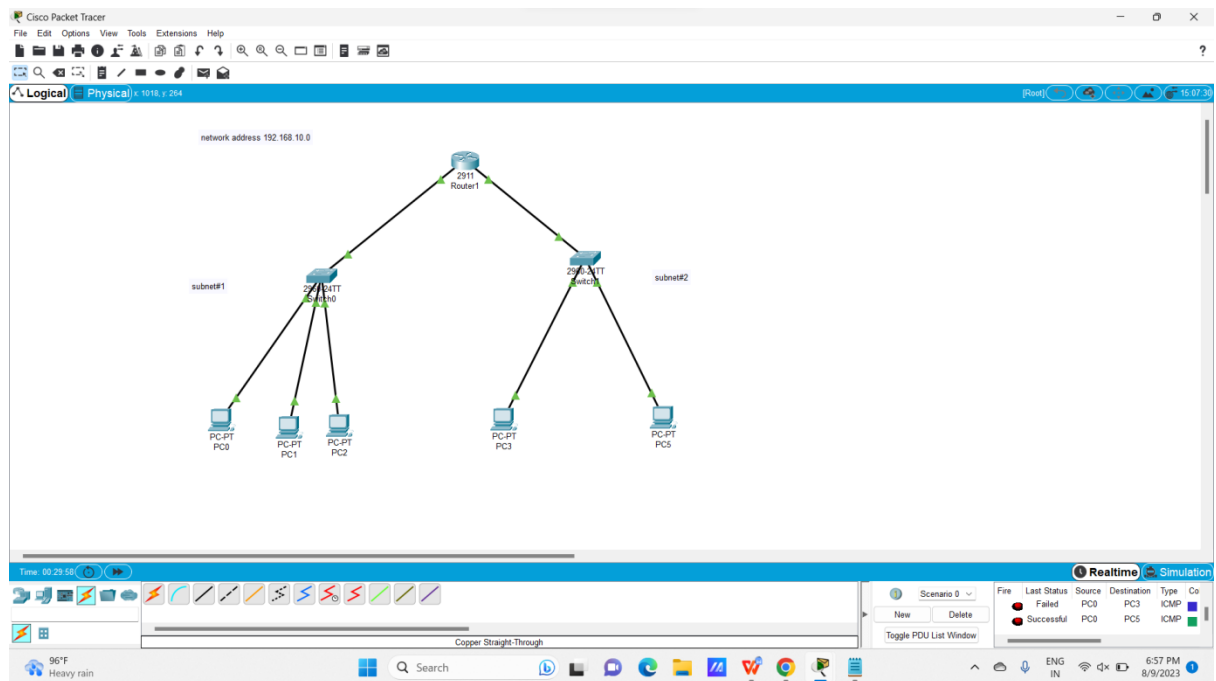 Cisco Packet Tracer
File Edit Options View Tools Extensions Help
?
Logical Physical x: 1018, y: 264 [Root] 15:07:30
network address 192.168.10.0
2911
Router1
2960-24TT
Switch0
2960-24TT
Switch1
subnet#1
subnet#2
PC-PT
PC0
PC-PT
PC1
PC-PT
PC2
PC-PT
PC3
PC-PT
PC5
Time: 00:29:58 Realtime Simulation
Scenario 0
New Delete
Toggle PDU List Window
Fire Last Status Source Destination Type Co
Failed PC0 PC3 ICMP
Successful PC0 PC5 ICMP
Copper Straight-Through
96°F
Heavy rain
Search
ENG
IN
6:57 PM
8/9/2023
1